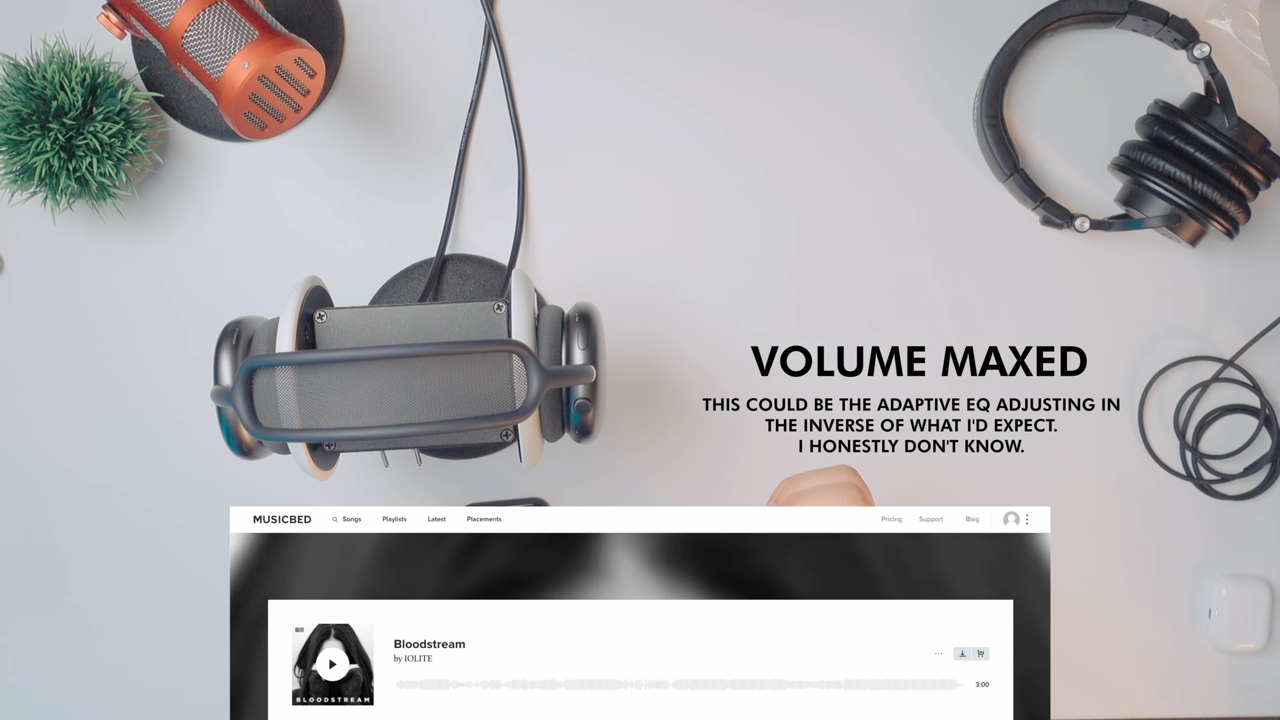 VOLUME MAXED
THIS COULD BE THE ADAPTIVE EQ ADJUSTING IN
THE INVERSE OF WHAT I'D EXPECT.
I HONESTLY DON'T KNOW.
MUSICBED Songs Playlists Latest Placements Pricing Support Blog
Bloodstream
by IOLITE
3:00
BLOODSTREAM